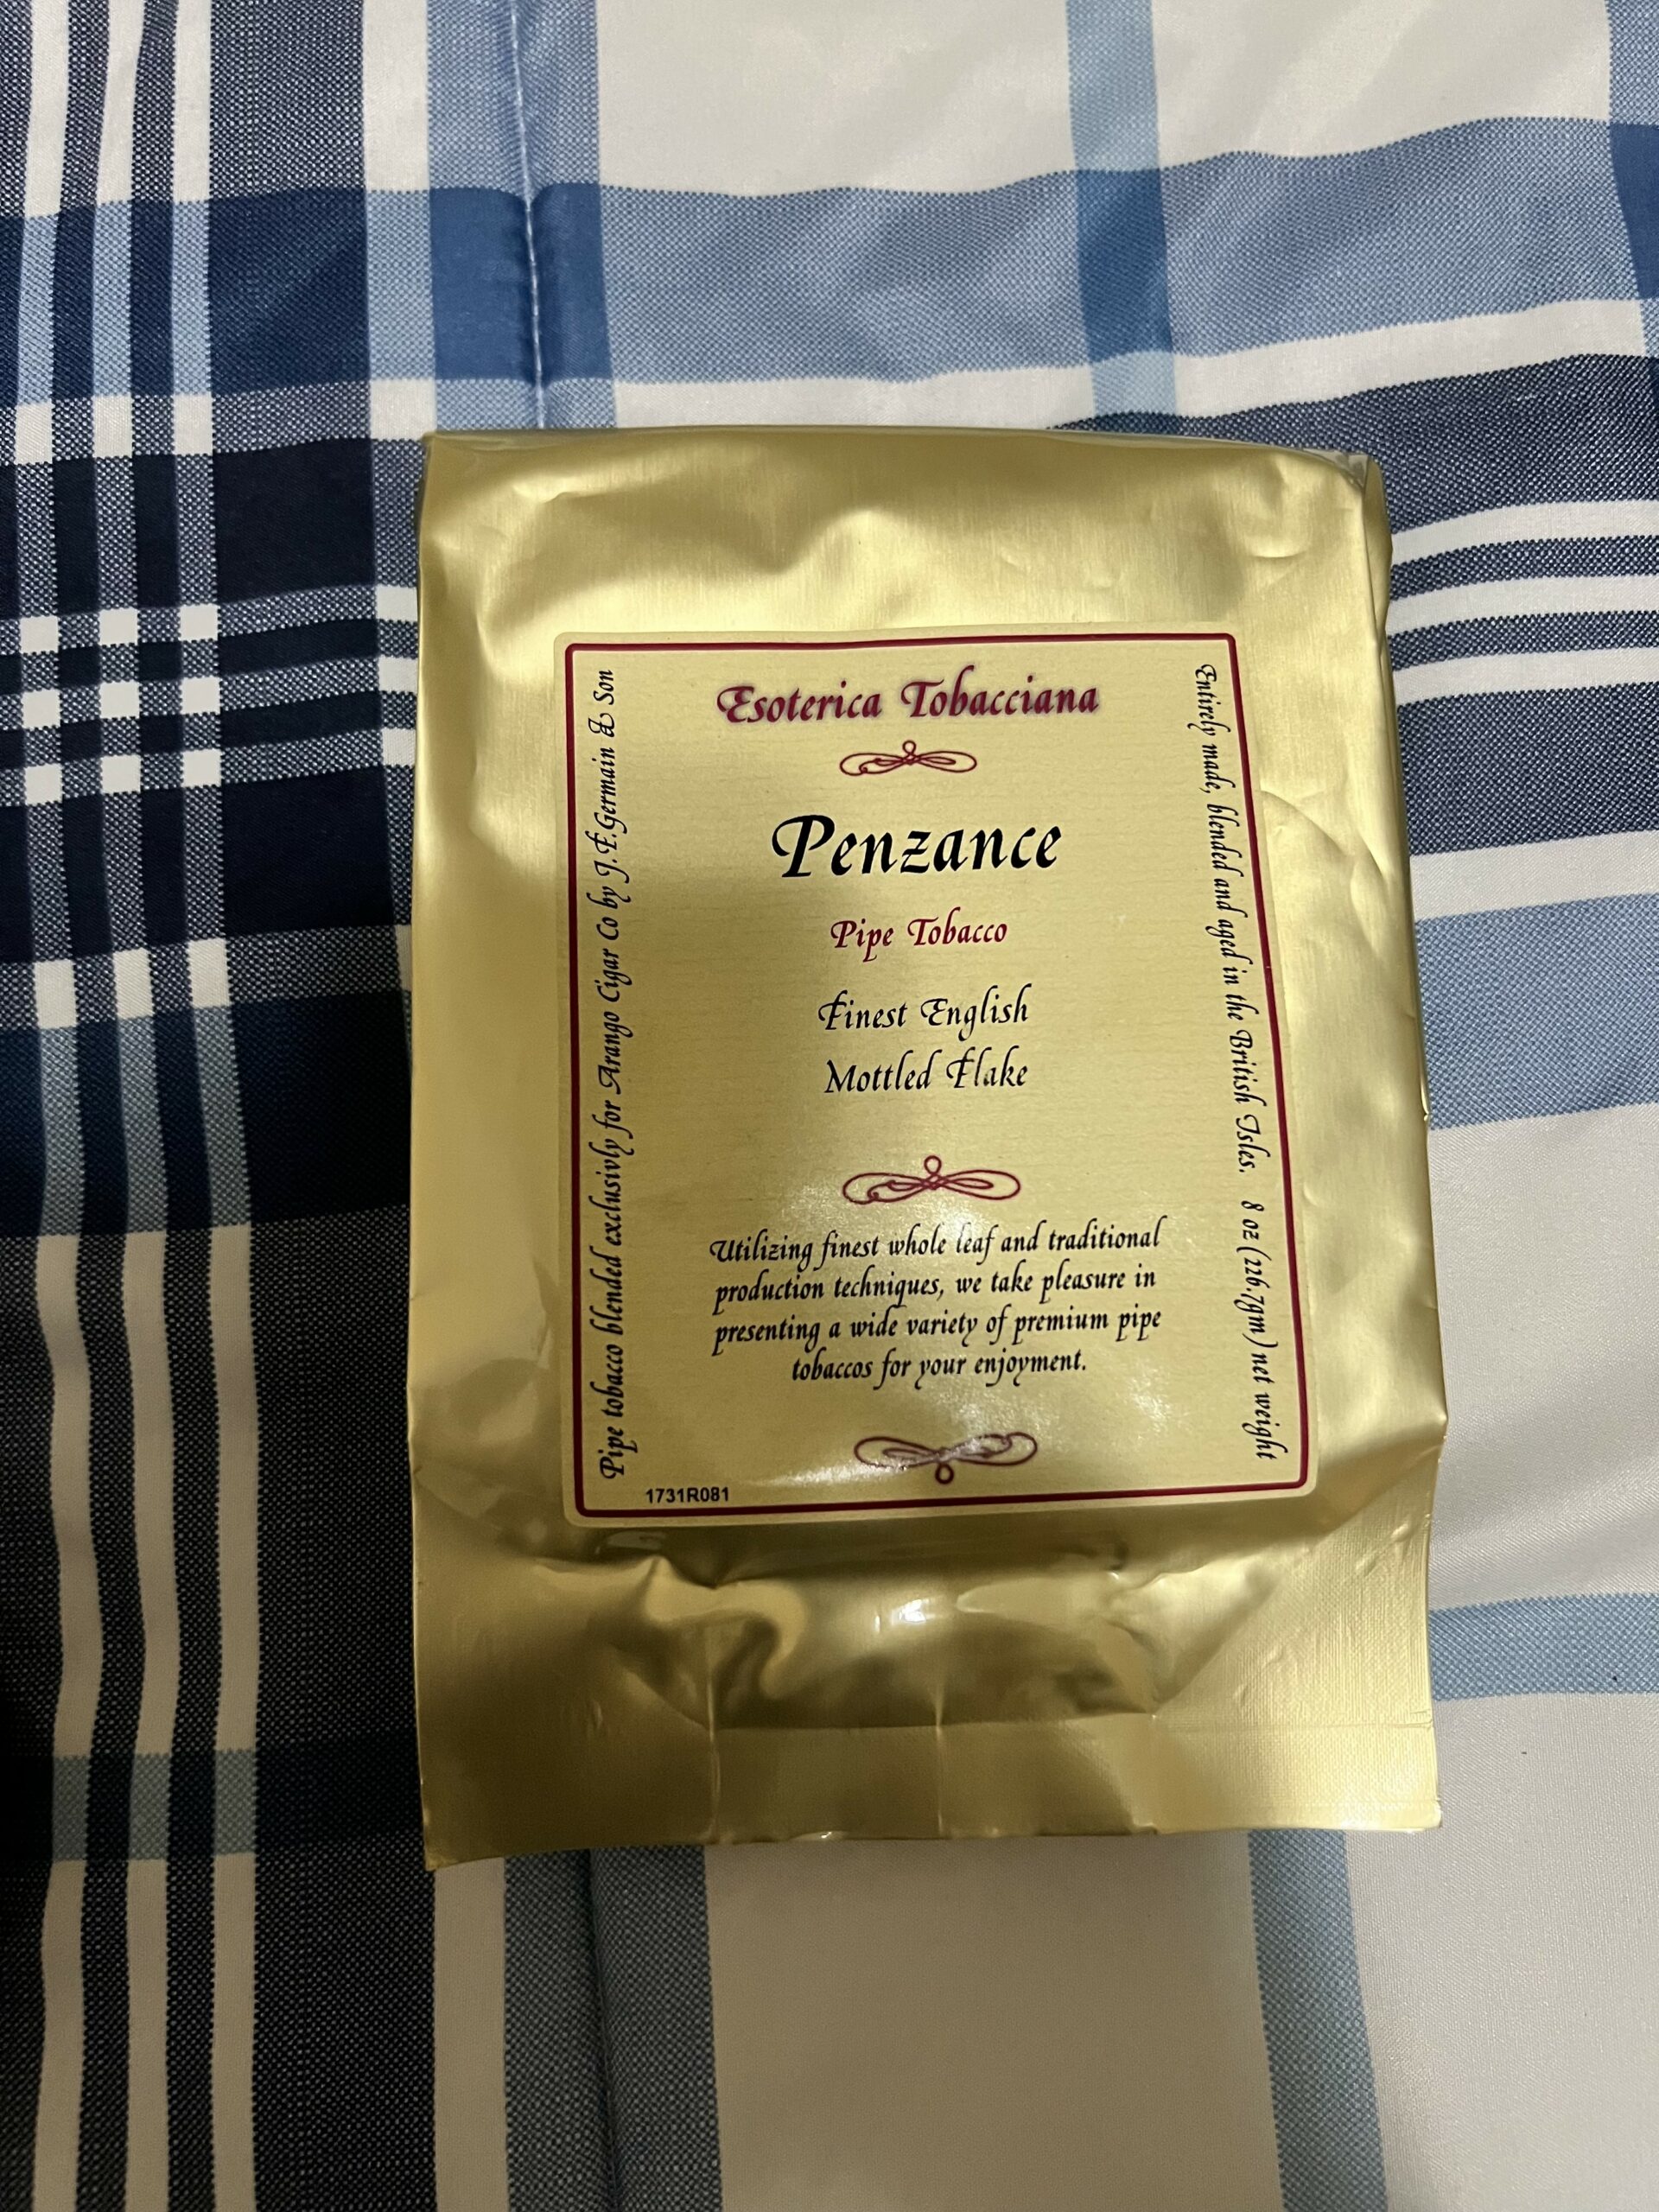 Esoterica Tobacciana
Penzance
Pipe Tobacco
Finest English
Mottled Flake
Utilizing finest whole leaf and traditional
production techniques, we take pleasure in
presenting a wide variety of premium pipe
tobaccos for your enjoyment.
Pipe tobacco blended exclusivly for Arango Cigar Co by J.F.Germain & Son
Entirely made, blended and aged in the British Isles. 8 oz (226.7gm) net weight
1731R081